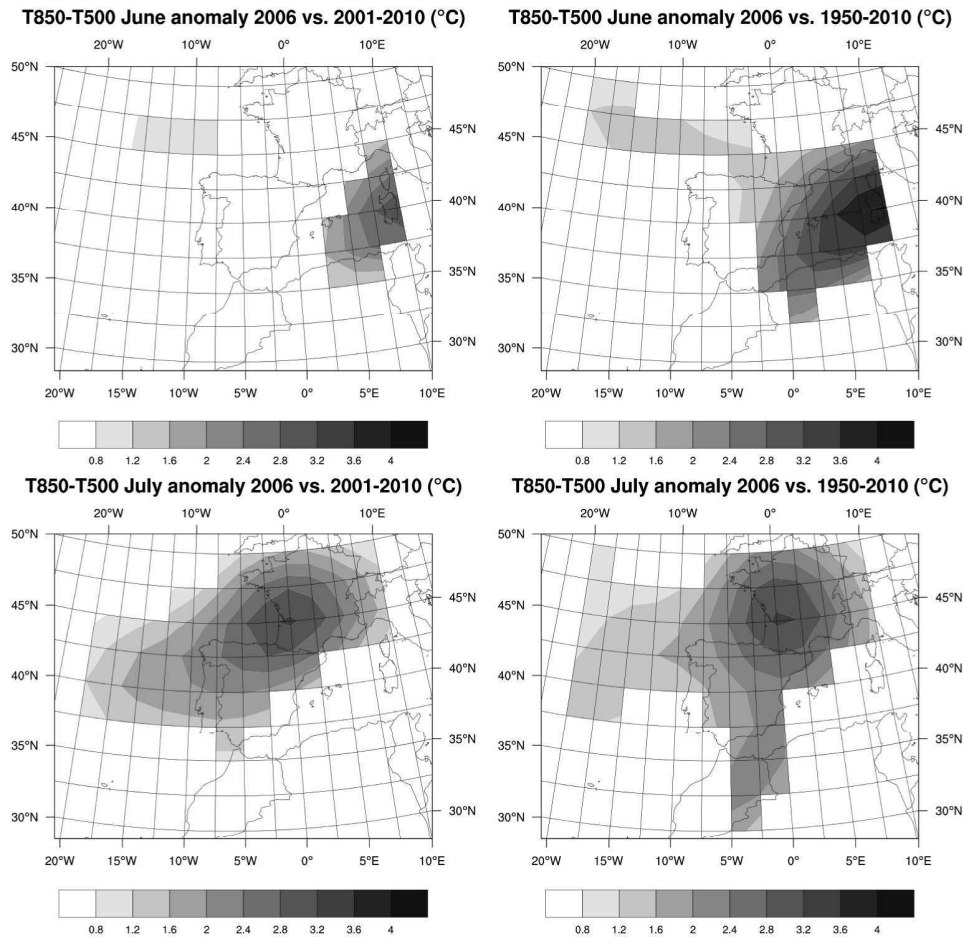 T850-T500 June anomaly 2006 vs. 2001-2010 (°C)
20°W 10°W 0° 10°E
50°N
45°N
40°N
35°N
30°N
45°N
40°N
35°N
30°N
20°W 15°W 10°W 5°W 0° 5°E 10°E
0.8 1.2 1.6 2 2.4 2.8 3.2 3.6 4
T850-T500 June anomaly 2006 vs. 1950-2010 (°C)
20°W 10°W 0° 10°E
50°N
45°N
40°N
35°N
30°N
45°N
40°N
35°N
30°N
20°W 15°W 10°W 5°W 0° 5°E 10°E
0.8 1.2 1.6 2 2.4 2.8 3.2 3.6 4
T850-T500 July anomaly 2006 vs. 2001-2010 (°C)
20°W 10°W 0° 10°E
50°N
45°N
40°N
35°N
30°N
45°N
40°N
35°N
30°N
20°W 15°W 10°W 5°W 0° 5°E 10°E
0.8 1.2 1.6 2 2.4 2.8 3.2 3.6 4
T850-T500 July anomaly 2006 vs. 1950-2010 (°C)
20°W 10°W 0° 10°E
50°N
45°N
40°N
35°N
30°N
45°N
40°N
35°N
30°N
20°W 15°W 10°W 5°W 0° 5°E 10°E
0.8 1.2 1.6 2 2.4 2.8 3.2 3.6 4